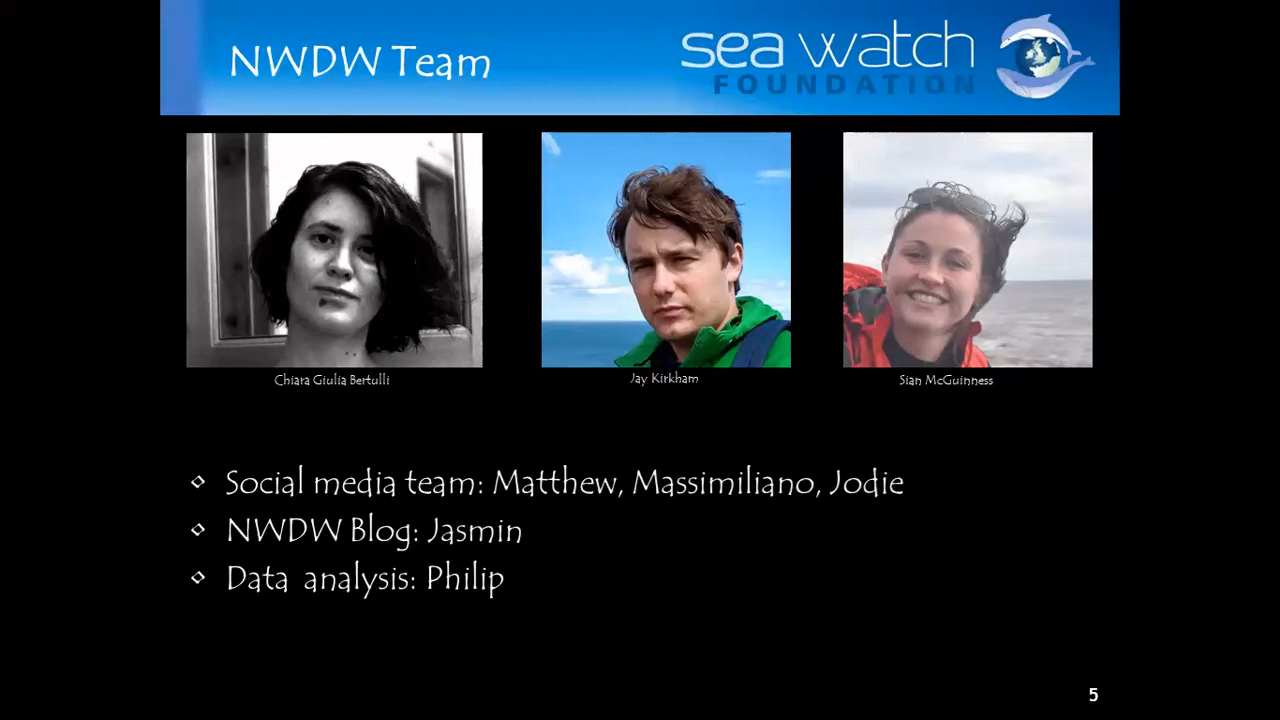 NWDW Team
sea watch
FOUNDATION
Chiara Giulia Bertulli
Jay Kirkham
Sian McGuinness
Social media team: Matthew, Massimiliano, Jodie
NWDW Blog: Jasmin
Data analysis: Philip
5